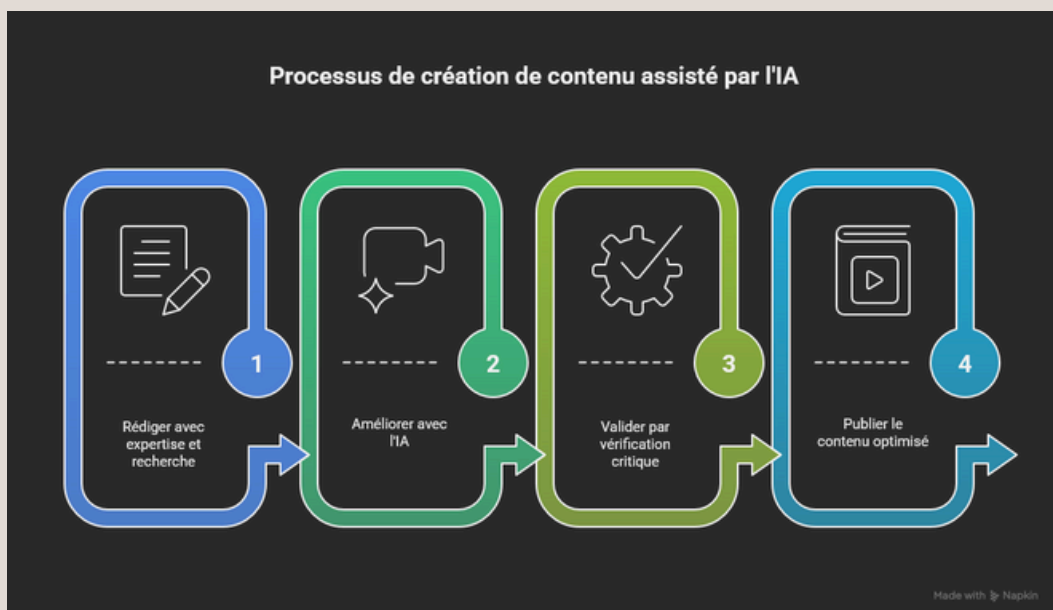 Processus de création de contenu assisté par l'IA
1
Rédiger avec
expertise et
recherche
2
Améliorer avec
l'IA
3
Valider par
vérification
critique
4
Publier le
contenu optimisé
Made with Napkin